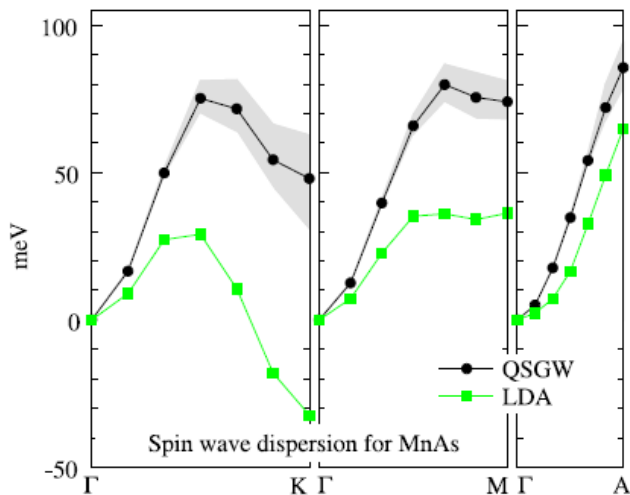 100
50
0
-50
meV
QSGW
LDA
Spin wave dispersion for MnAs
Γ K Γ M Γ A